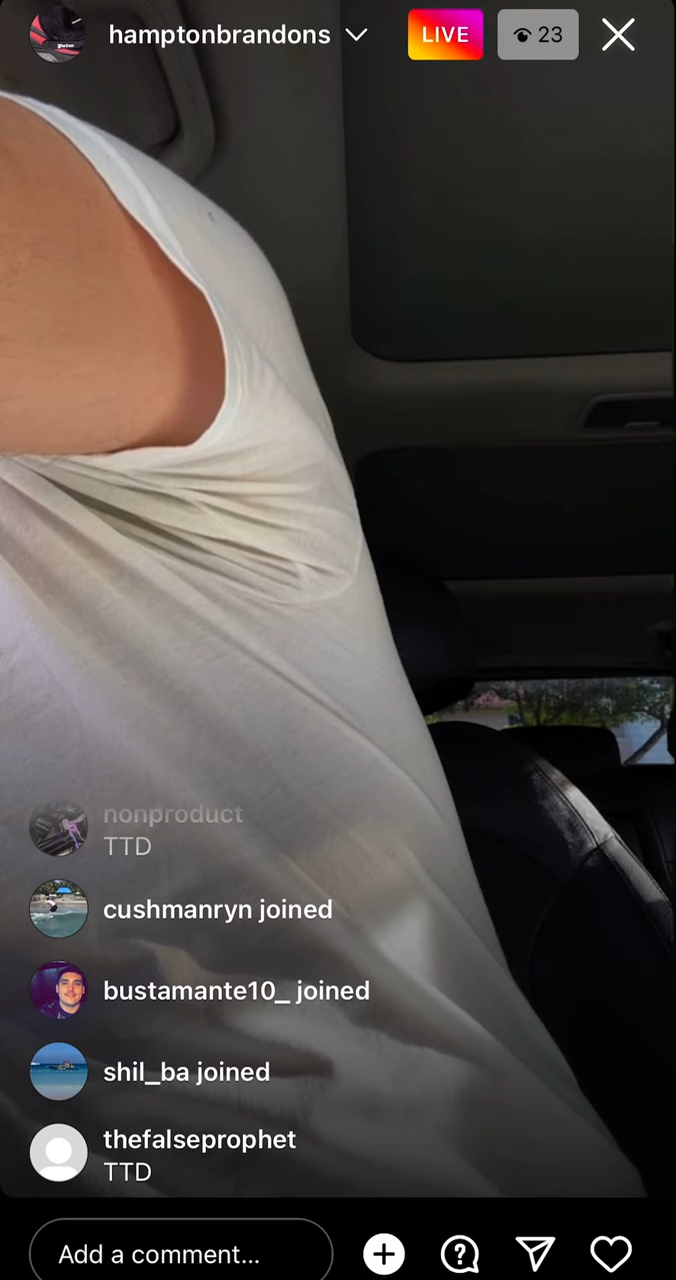 hamptonbrandons
LIVE
23
nonproduct
TTD
cushmanryn joined
bustamante10_ joined
shil_ba joined
thefalseprophet
TTD
Add a comment...